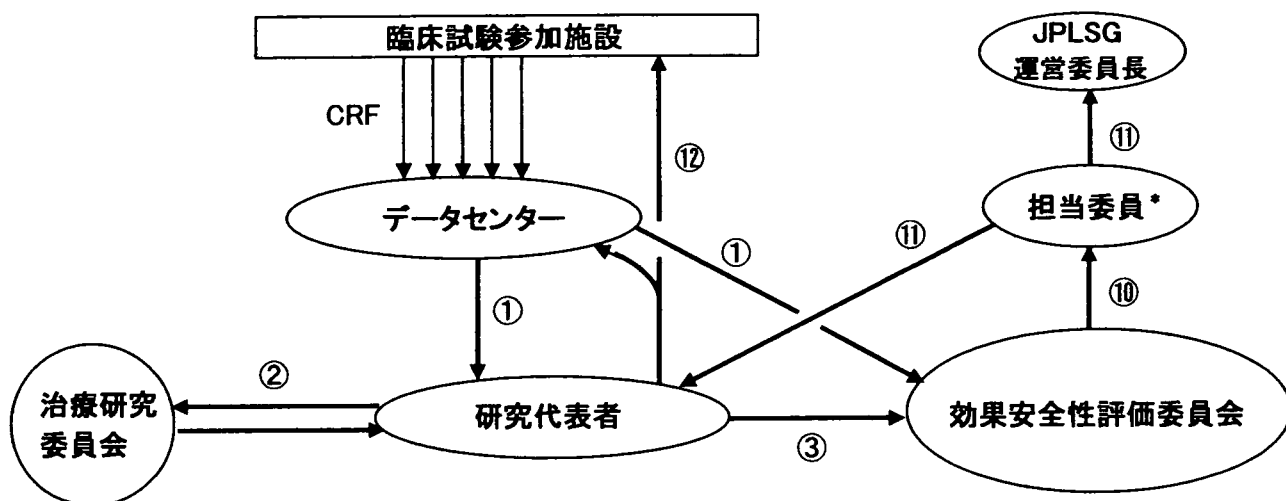 臨床試験参加施設
JPLSG
運営委員長
CRF
⑫
⑪
データセンター
担当委員*
⑪
①
①
⑩
②
治療研究
委員会
研究代表者
効果安全性評価委員会
③